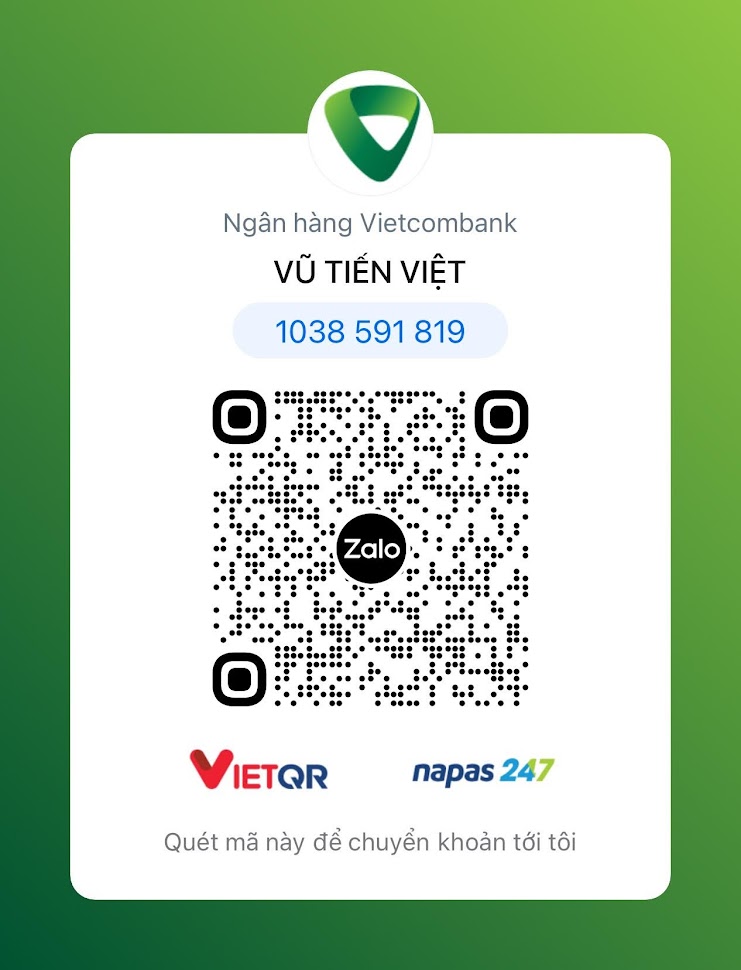 Ngân hàng Vietcombank
VŨ TIẾN VIỆT
1038 591 819
Zalo
VIETQR
napas 247
Quét mã này để chuyển khoản tới tôi